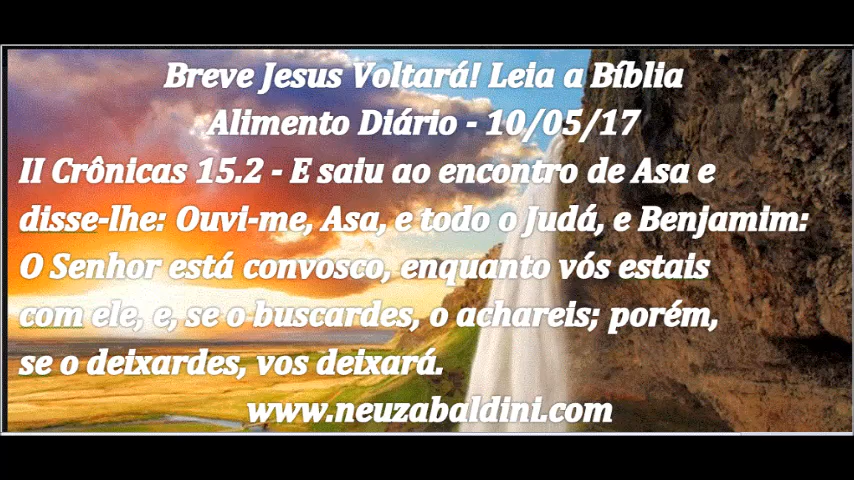 Breve Jesus Voltará! Leia a Bíblia
Alimento Diário - 10/05/17
II Crônicas 15.2 - E saiu ao encontro de Asa e
disse-lhe: Ouvi-me, Asa, e todo o Judá, e Benjamim:
O Senhor está convosco, enquanto vós estais
com ele, e, se o buscardes, o achareis; porém,
se o deixardes, vos deixará.
www.neuzabaldini.com